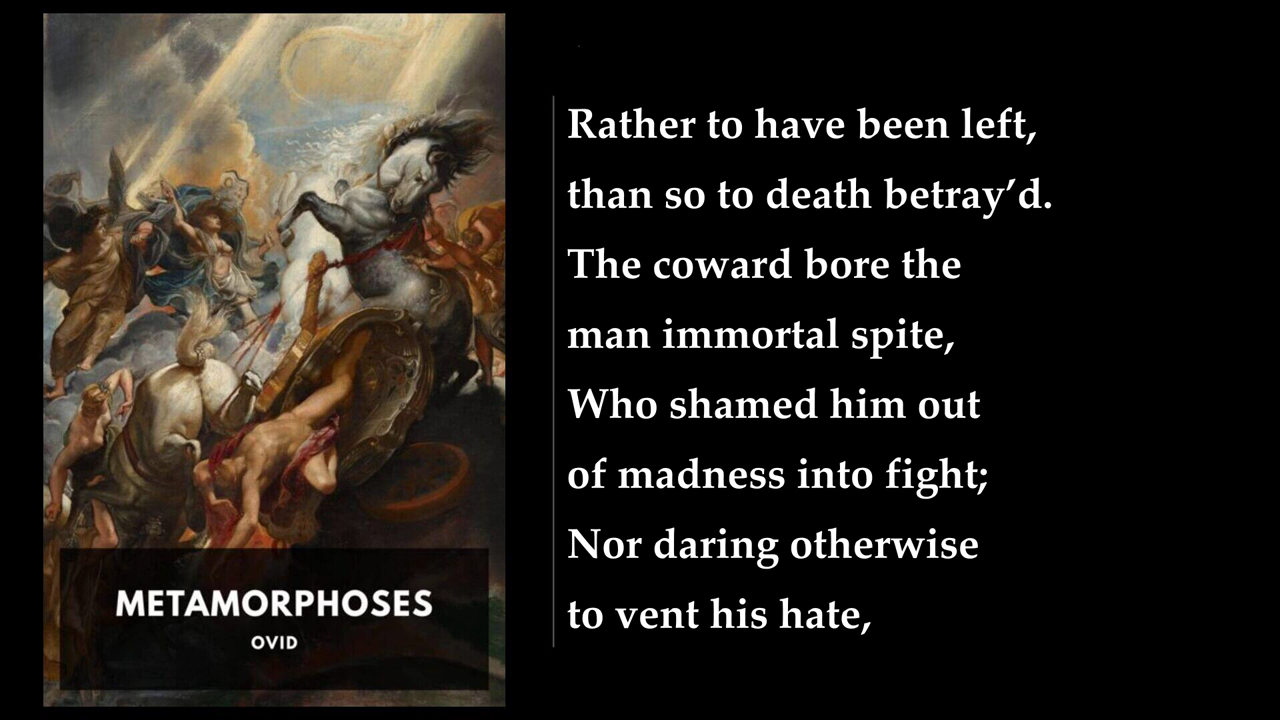 METAMORPHOSES
OVID
Rather to have been left,
than so to death betray’d.
The coward bore the
man immortal spite,
Who shamed him out
of madness into fight;
Nor daring otherwise
to vent his hate,